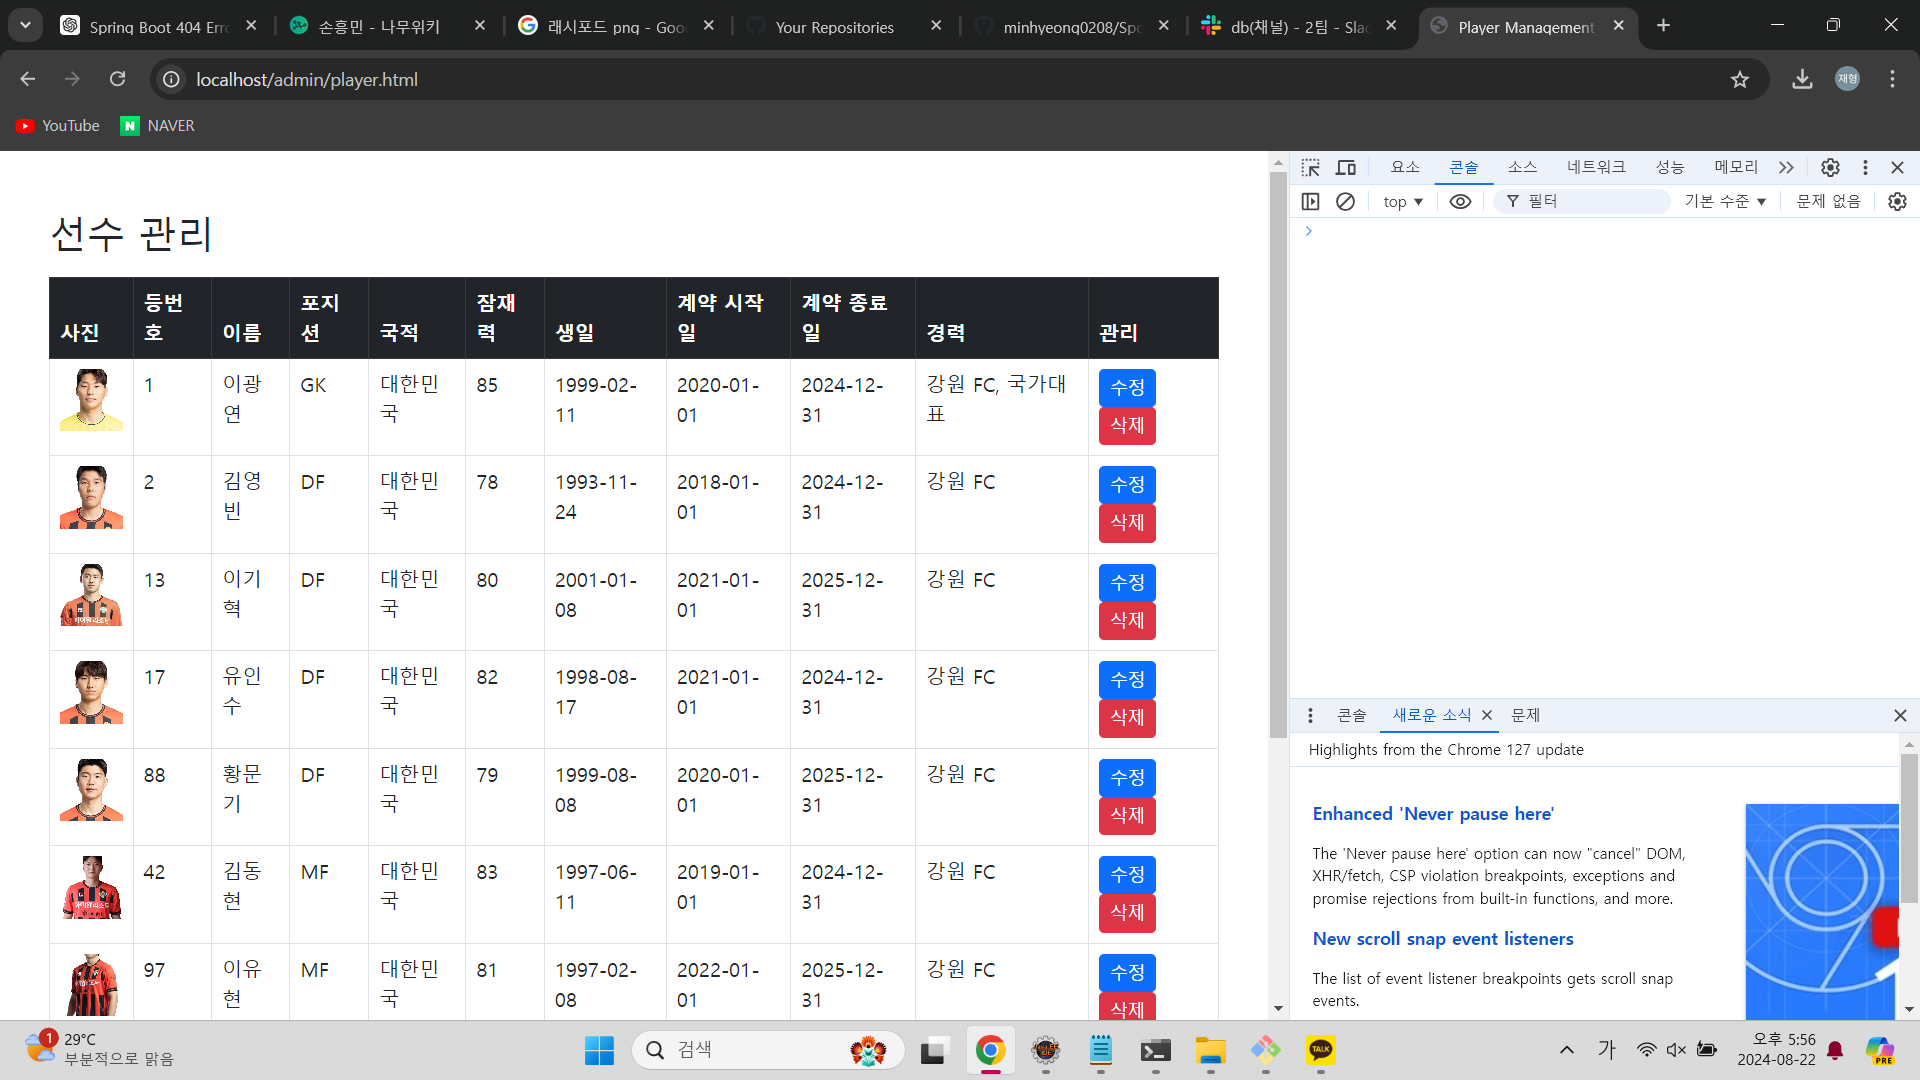 Spring Boot 404 Erro
손흥민 - 나무위키
래시포드 png - Goo
Your Repositories
minhyeong0208/Spo
db(채널) - 2팀 - Slac
Player Management
localhost/admin/player.html
재형
YouTube
NAVER
선수 관리
사진 등번호 이름 포지션 국적 잠재력 생일 계약 시작일 계약 종료일 경력 관리
1 이광연 GK 대한민국 85 1999-02-11 2020-01-01 2024-12-31 강원 FC, 국가대표 수정 삭제
2 김영빈 DF 대한민국 78 1993-11-24 2018-01-01 2024-12-31 강원 FC 수정 삭제
13 이기혁 DF 대한민국 80 2001-01-08 2021-01-01 2025-12-31 강원 FC 수정 삭제
17 유인수 DF 대한민국 82 1998-08-17 2021-01-01 2024-12-31 강원 FC 수정 삭제
88 황문기 DF 대한민국 79 1999-08-08 2020-01-01 2025-12-31 강원 FC 수정 삭제
42 김동현 MF 대한민국 83 1997-06-11 2019-01-01 2024-12-31 강원 FC 수정 삭제
97 이유현 MF 대한민국 81 1997-02-08 2022-01-01 2025-12-31 강원 FC 수정 삭제
요소 콘솔 소스 네트워크 성능 메모리
top 필터 기본 수준 문제 없음
콘솔 새로운 소식 문제
Highlights from the Chrome 127 update
Enhanced 'Never pause here'
The 'Never pause here' option can now "cancel" DOM,
XHR/fetch, CSP violation breakpoints, exceptions and
promise rejections from built-in functions, and more.
New scroll snap event listeners
The list of event listener breakpoints gets scroll snap
events.
1
29°C
부분적으로 맑음
검색
TALK
가
오후 5:56
2024-08-22
PRE